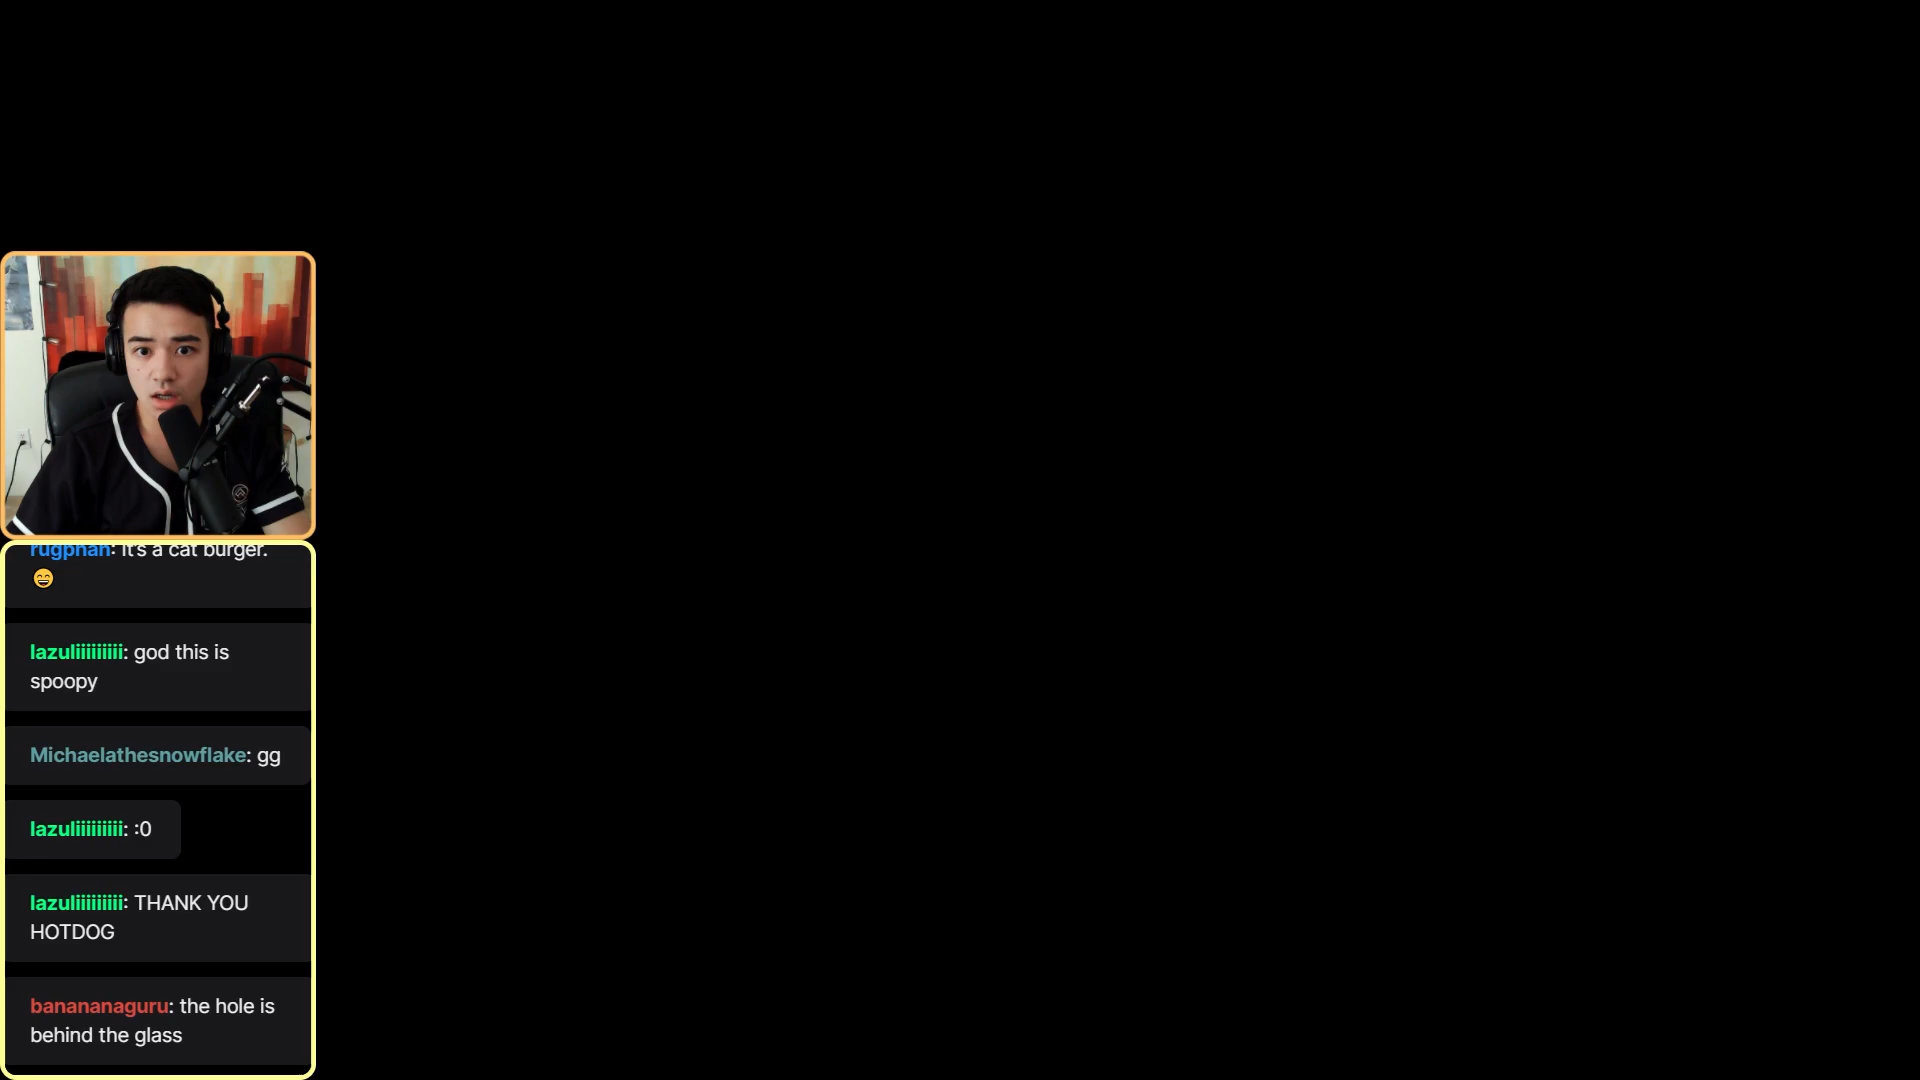 rugphan: it's a cat burger.
😄
lazuliiiiiiiii: god this is
spoopy
Michaelathesnowflake: gg
lazuliiiiiiiii: :0
lazuliiiiiiiii: THANK YOU
HOTDOG
banananaguru: the hole is
behind the glass